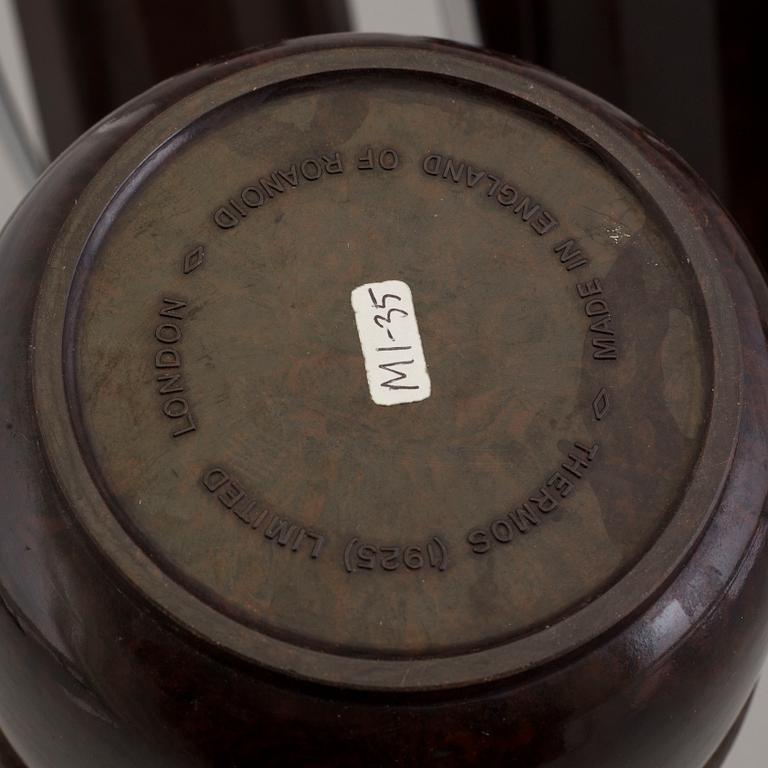 THERMOS (1925) LIMITED LONDON
MADE IN ENGLAND OF ROANOID
M1-35